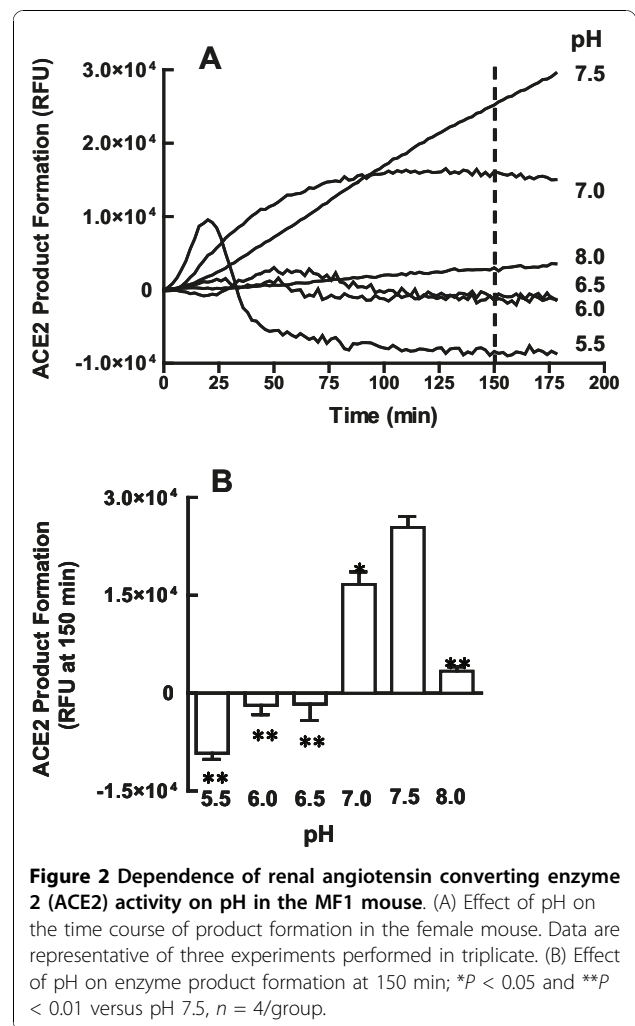 A
pH
ACE2 Product Formation (RFU)
3.0×10⁴
2.0×10⁴
1.0×10⁴
0
-1.0×10⁴
7.5
7.0
8.0
6.5
6.0
5.5
0 25 50 75 100 125 150 175 200
Time (min)
B
ACE2 Product Formation
(RFU at 150 min)
3.0×10⁴
1.5×10⁴
0
-1.5×10⁴
** ** ** * **
5.5 6.0 6.5 7.0 7.5 8.0
pH
Figure 2 Dependence of renal angiotensin converting enzyme
2 (ACE2) activity on pH in the MF1 mouse. (A) Effect of pH on
the time course of product formation in the female mouse. Data are
representative of three experiments performed in triplicate. (B) Effect
of pH on enzyme product formation at 150 min; *P < 0.05 and **P
< 0.01 versus pH 7.5, n = 4/group.